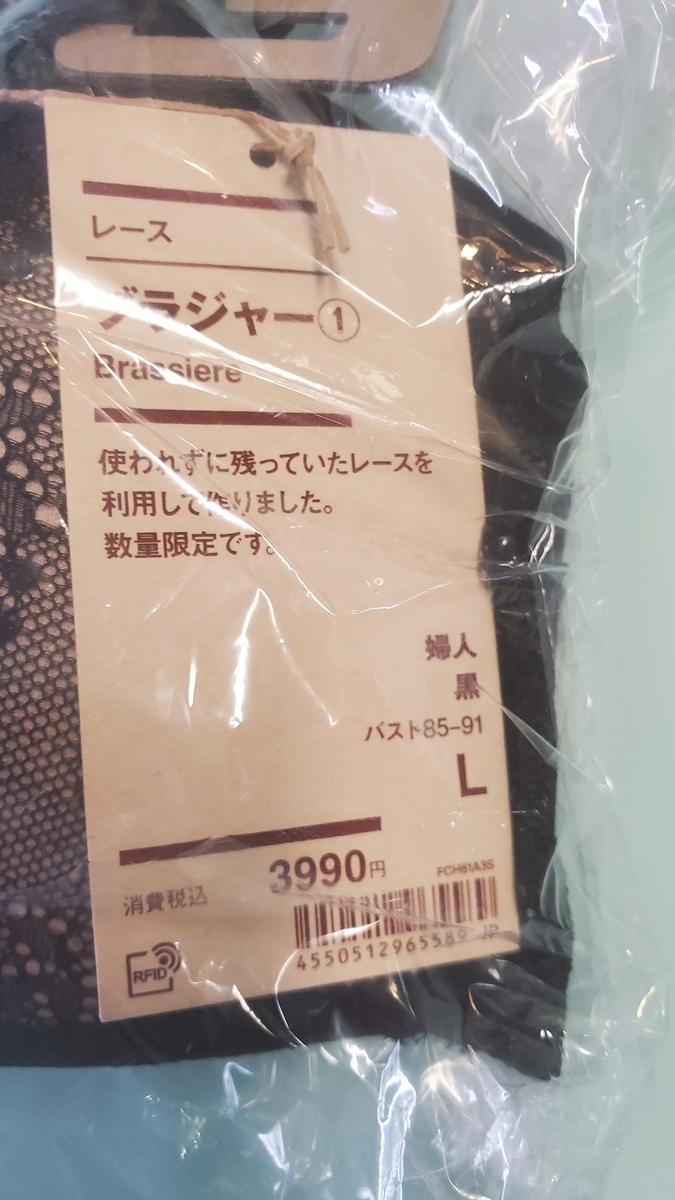 レース
ブラジャー①
Brassiere
使われずに残っていたレースを
利用して作りました。
数量限定です。
婦人
黒
バスト85-91
L
3990円
消費税込
FCH61A3S
4550512965589 JP
RFID